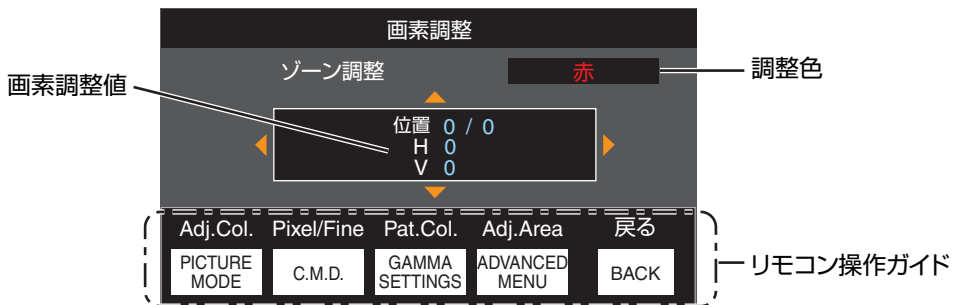 画素調整
ゾーン調整
赤
調整色
画素調整値
位置 0 / 0
H 0
V 0
Adj.Col. Pixel/Fine Pat.Col. Adj.Area 戻る
PICTURE MODE
C.M.D.
GAMMA SETTINGS
ADVANCED MENU
BACK
リモコン操作ガイド